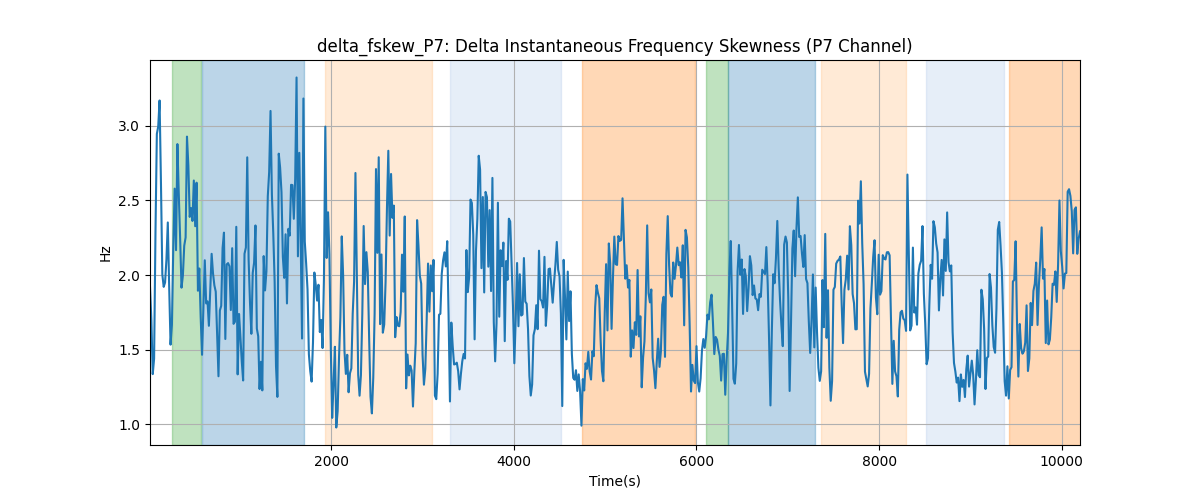 delta_fskew_P7: Delta Instantaneous Frequency Skewness (P7 Channel)
Hz
3.0
2.5
2.0
1.5
1.0
2000 4000 6000 8000 10000
Time(s)